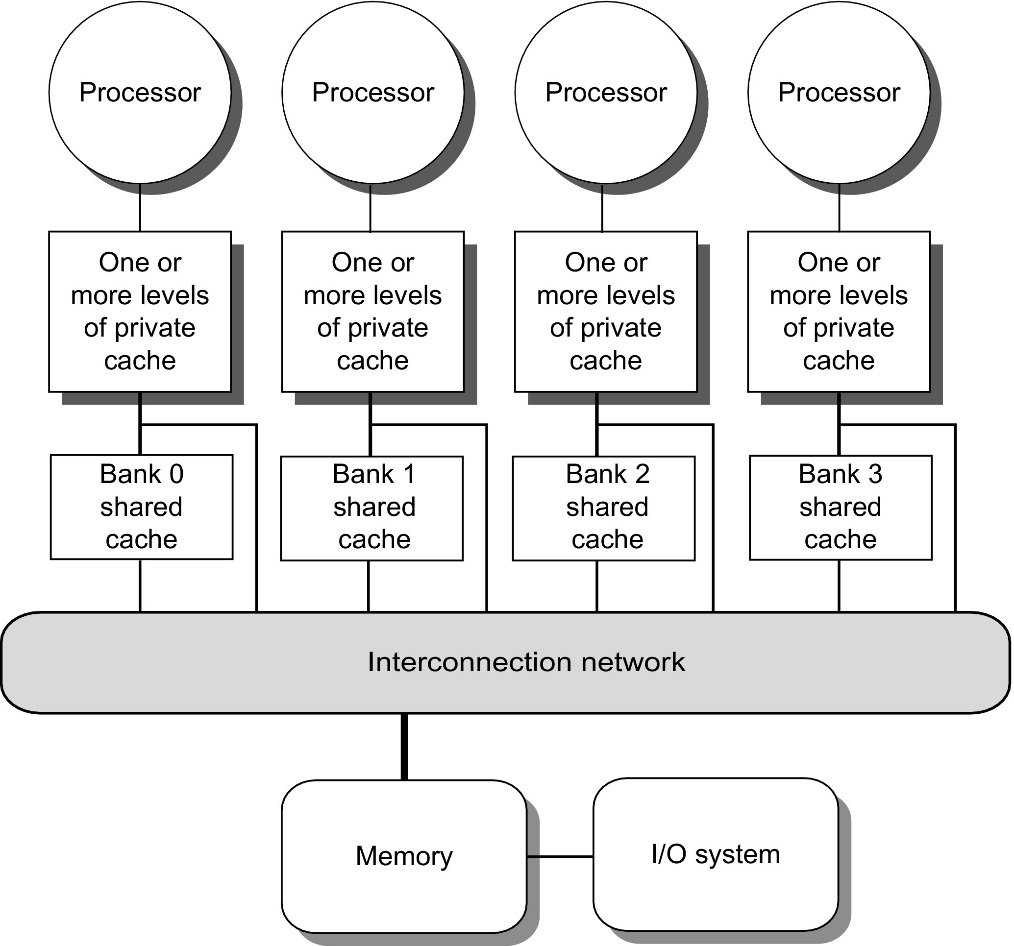 Processor
Processor
Processor
Processor
One or
more levels
of private
cache
One or
more levels
of private
cache
One or
more levels
of private
cache
One or
more levels
of private
cache
Bank 0
shared
cache
Bank 1
shared
cache
Bank 2
shared
cache
Bank 3
shared
cache
Interconnection network
Memory
I/O system